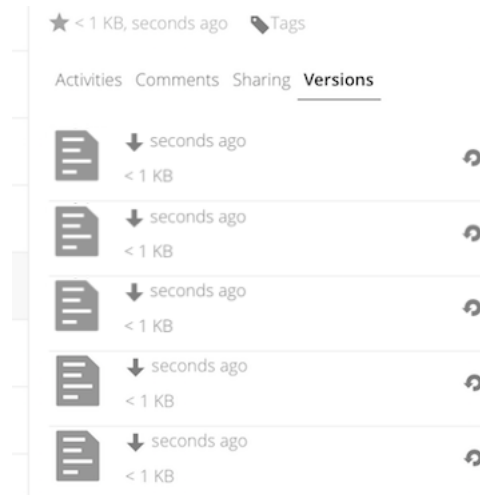 < 1 KB, seconds ago Tags
Activities Comments Sharing Versions
seconds ago
< 1 KB
seconds ago
< 1 KB
seconds ago
< 1 KB
seconds ago
< 1 KB
seconds ago
< 1 KB